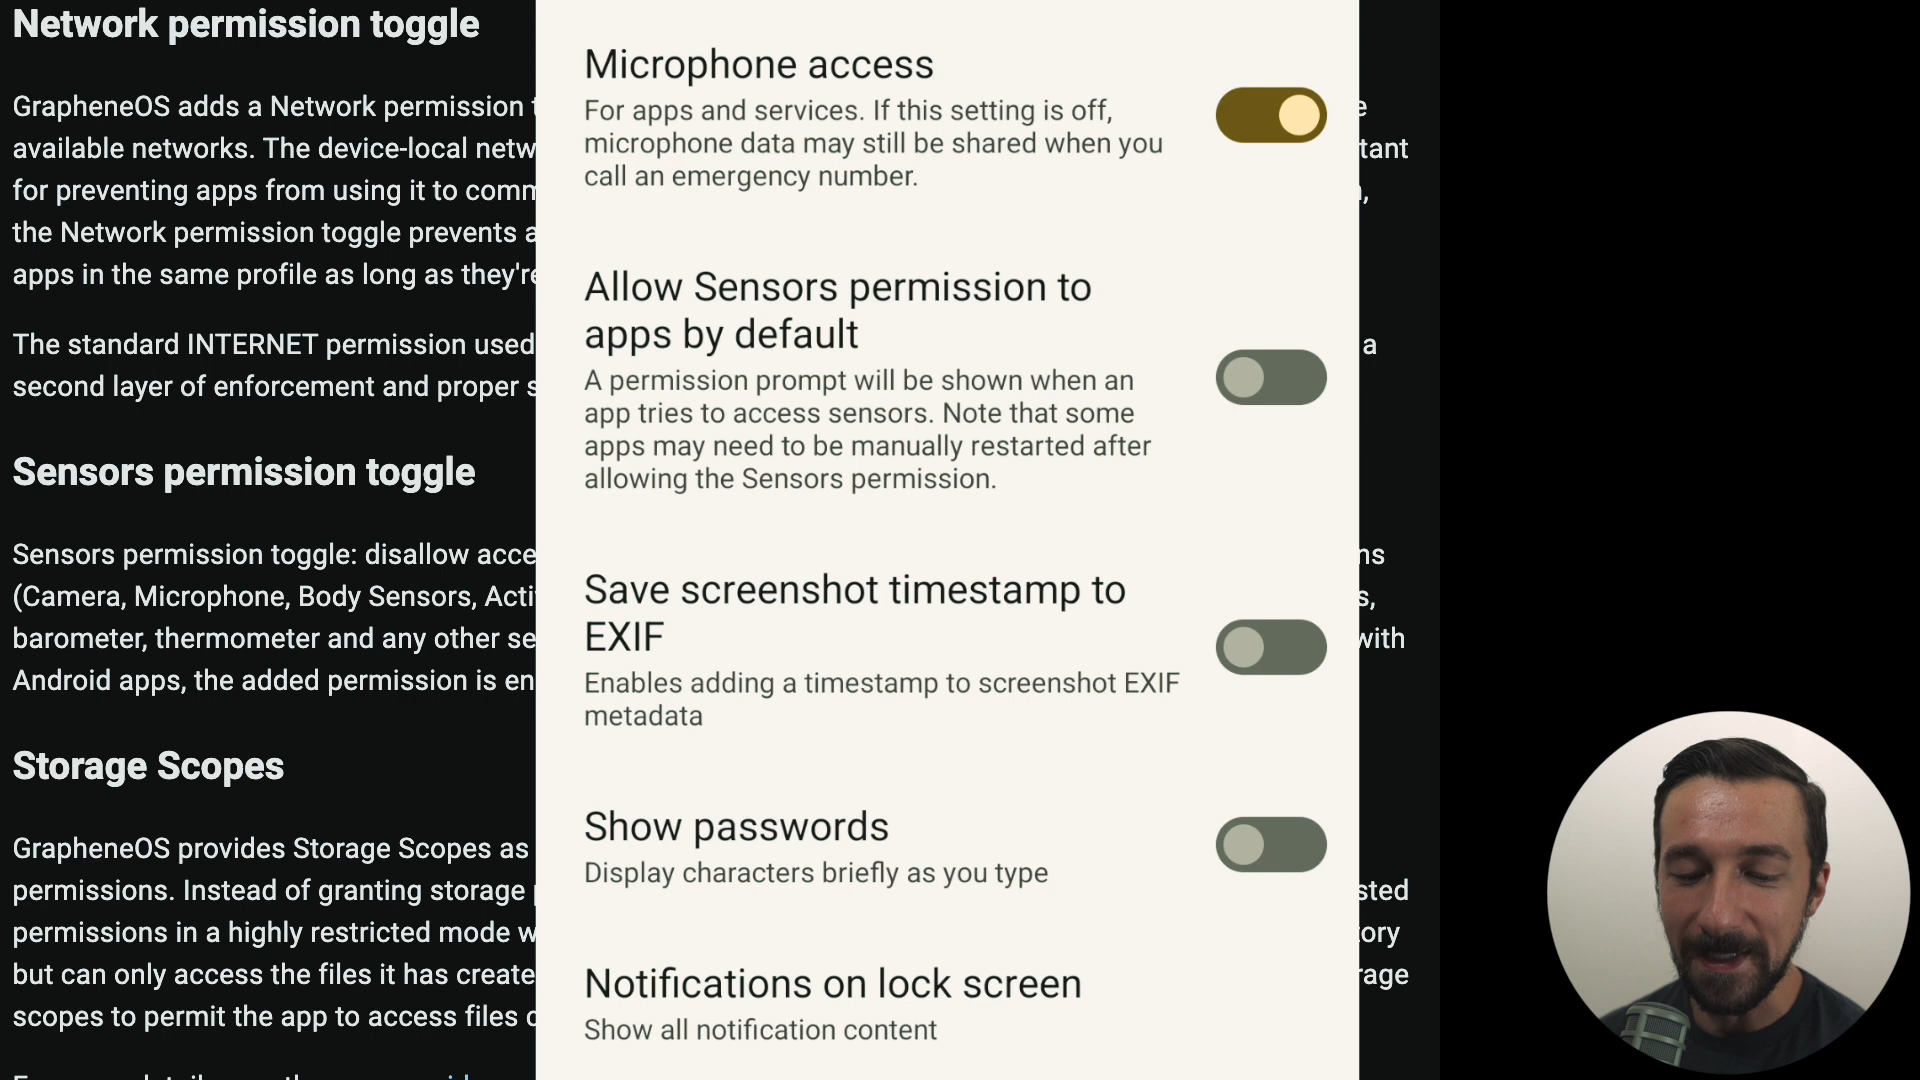 Network permission toggle
GrapheneOS adds a Network permission
available networks. The device-local netw
tant
for preventing apps from using it to comm
the Network permission toggle prevents a
apps in the same profile as long as they're
The standard INTERNET permission used
a
second layer of enforcement and proper s
Sensors permission toggle
Sensors permission toggle: disallow acce
ns
(Camera, Microphone, Body Sensors, Acti
s,
barometer, thermometer and any other se
with
Android apps, the added permission is en
Storage Scopes
GrapheneOS provides Storage Scopes as
permissions. Instead of granting storage
sted
permissions in a highly restricted mode w
tory
but can only access the files it has create
rage
scopes to permit the app to access files o
Microphone access
For apps and services. If this setting is off,
microphone data may still be shared when you
call an emergency number.
Allow Sensors permission to
apps by default
A permission prompt will be shown when an
app tries to access sensors. Note that some
apps may need to be manually restarted after
allowing the Sensors permission.
Save screenshot timestamp to
EXIF
Enables adding a timestamp to screenshot EXIF
metadata
Show passwords
Display characters briefly as you type
Notifications on lock screen
Show all notification content